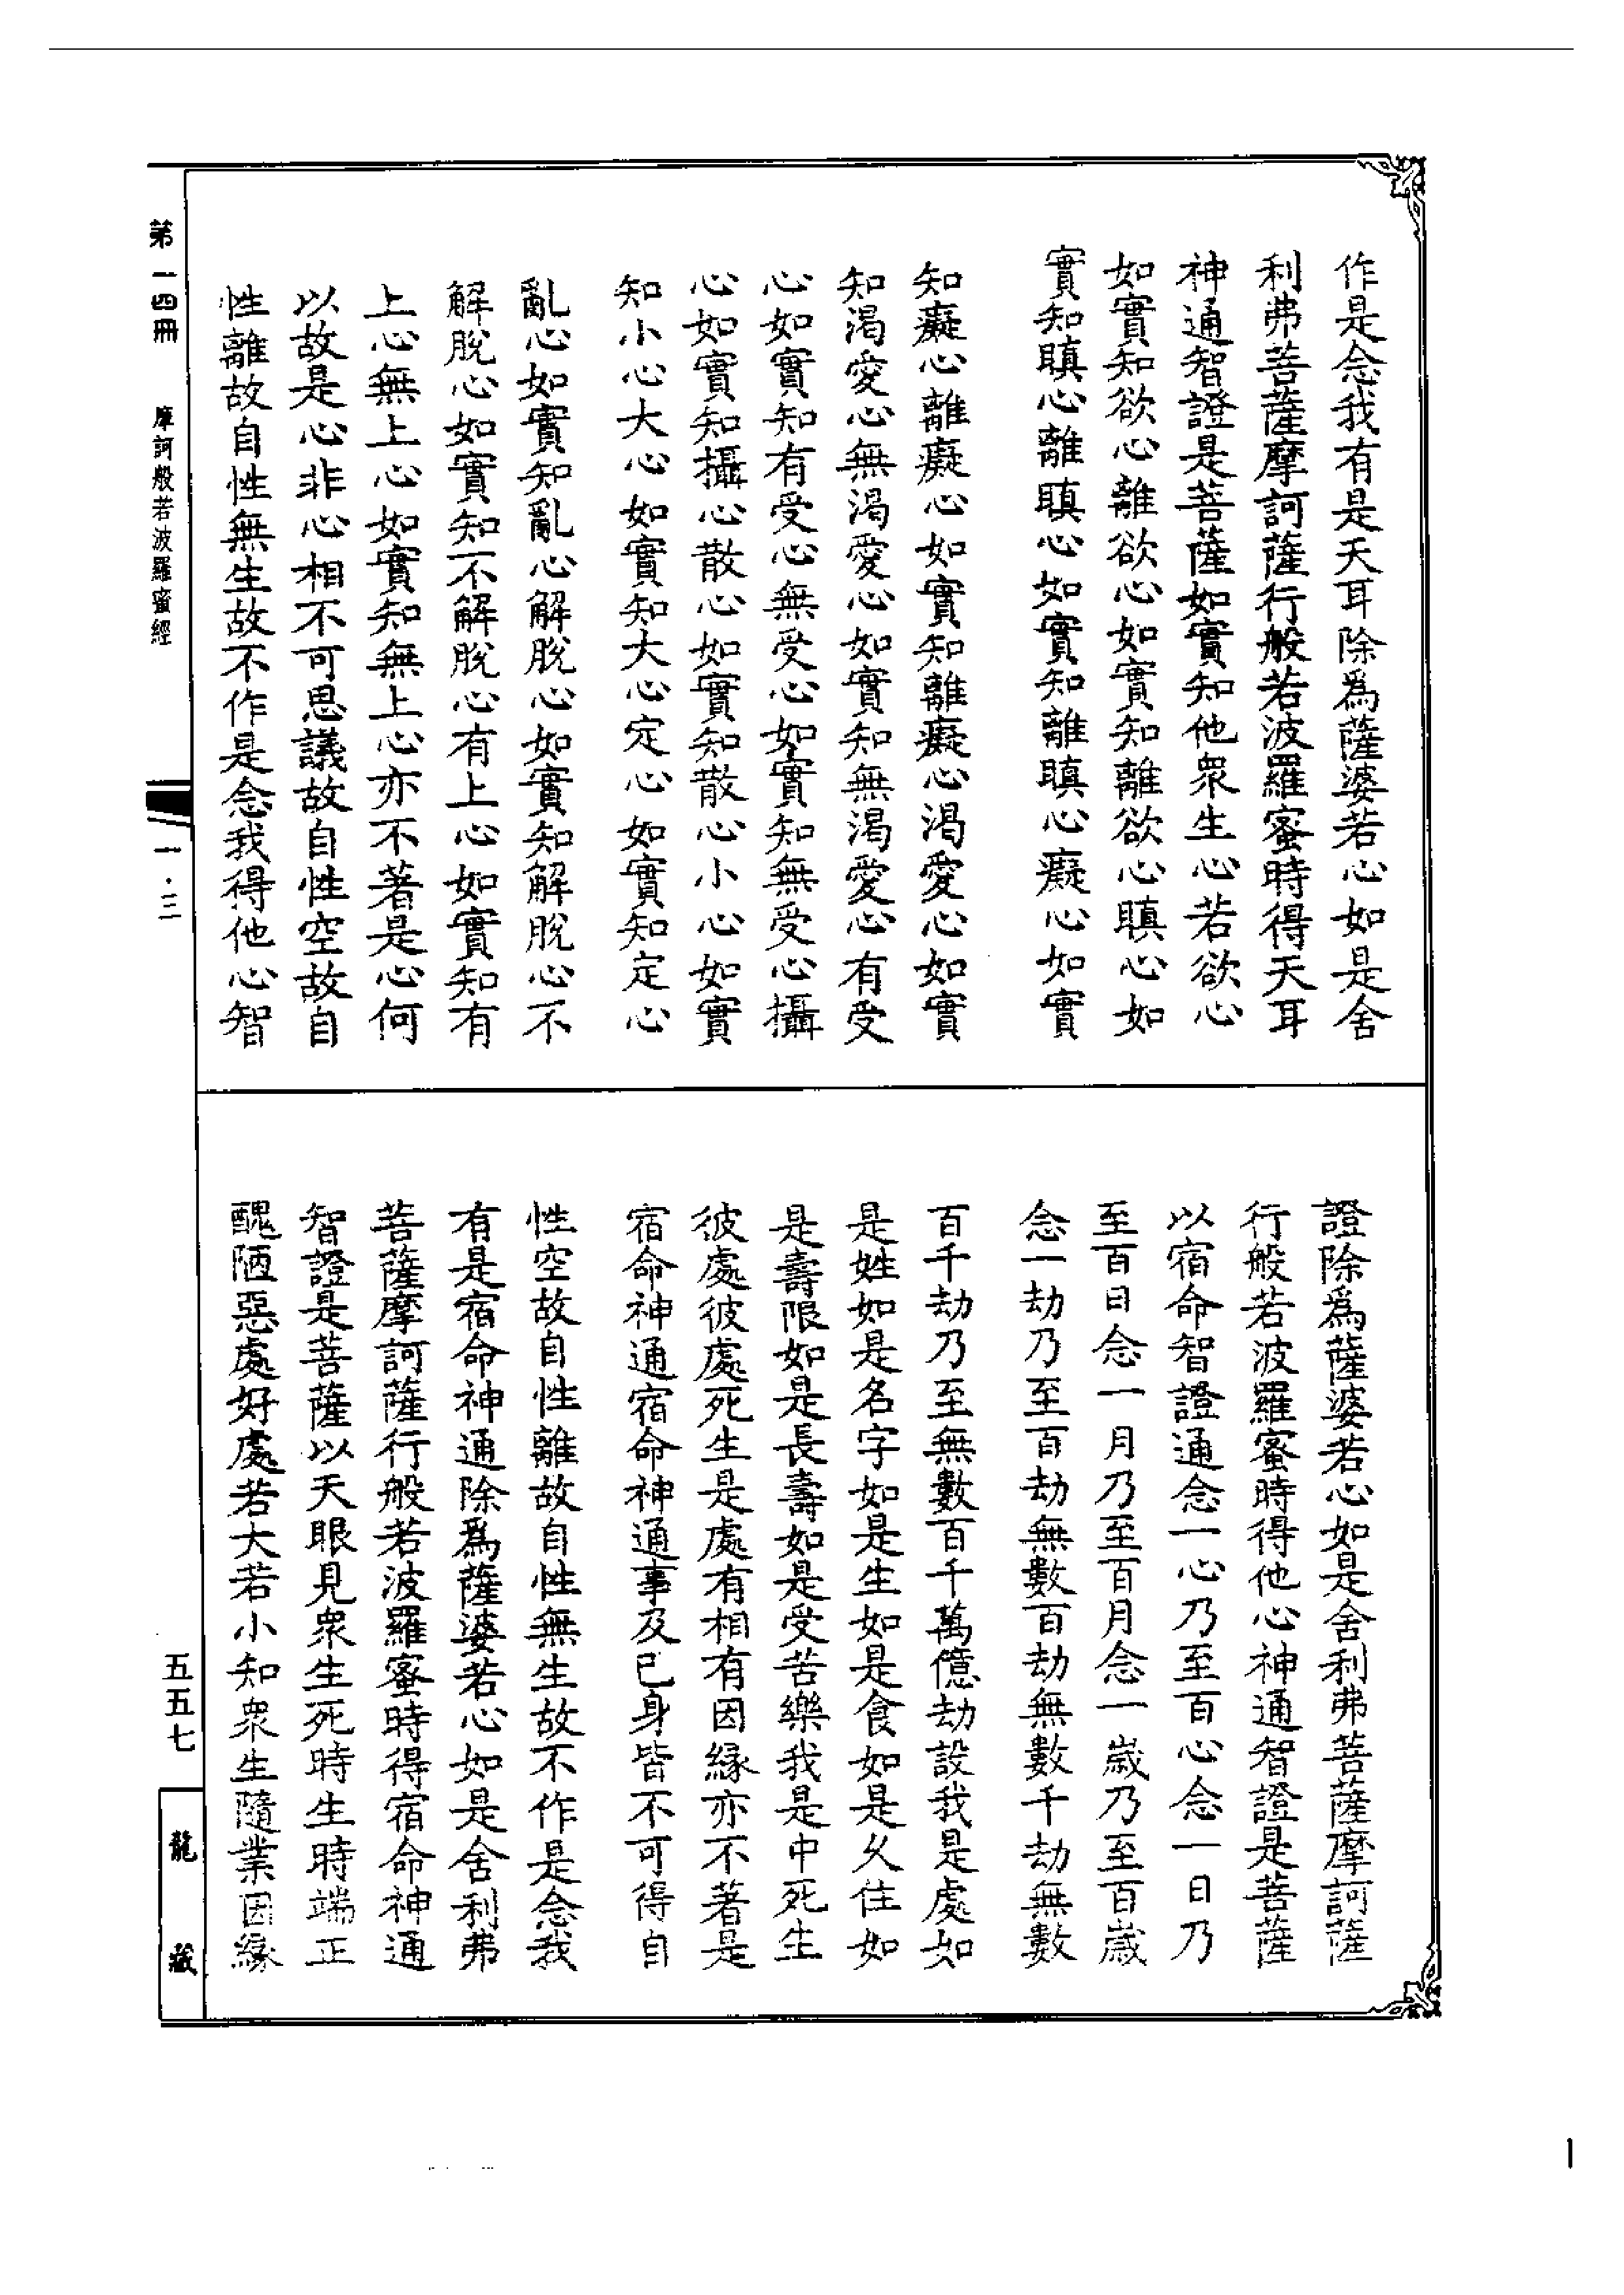 作是念我有是天耳除爲薩婆若心如是舍
利弗菩薩摩訶薩行般若波羅蜜時得天耳
神通智證是菩薩如實知他衆生心若欲心
如實知欲心離欲心如實知離欲心瞋心如
實知瞋心離瞋心如實知離瞋心癡心如實
知癡心離癡心如實知離癡心渴愛心如實
知渴愛心無渴愛心如實知無渴愛心有受
心如實知有受心無受心如實知無受心攝
心如實知攝心散心如實知散心小心如實
知小心大心如實知大心定心如實知定心
亂心如實知亂心解脫心如實知解脫心不
解脫心如實知不解脫心有上心如實知有
上心無上心如實知無上心亦不著是心何
以故是心非心相不可思議故自性空故自
性離故自性無生故不作是念我得他心智
證除爲薩婆若心如是舍利弗菩薩摩訶薩
行般若波羅蜜時得他心神通智證是菩薩
以宿命智證通念一心乃至百心念一日乃
至百日念一月乃至百月念一歲乃至百歲
念一劫乃至百劫無數百劫無數千劫無數
百千劫乃至無數百千萬億劫設我是處如
是姓如是名字如是生如是食如是久住如
是壽限如是長壽如是受苦樂我是中死生
彼處彼處死生是處有相有因緣亦不著是
宿命神通宿命神通事及已身皆不可得自
性空故自性離故自性無生故不作是念我
有是宿命神通除爲薩婆若心如是舍利弗
菩薩摩訶薩行般若波羅蜜時得宿命神通
智證是菩薩以天眼見衆生死時生時端正
醜陋惡處好處若大若小知衆生隨業因緣
第一四冊
摩訶般若波羅蜜經
一·三
五五七
龍藏
1